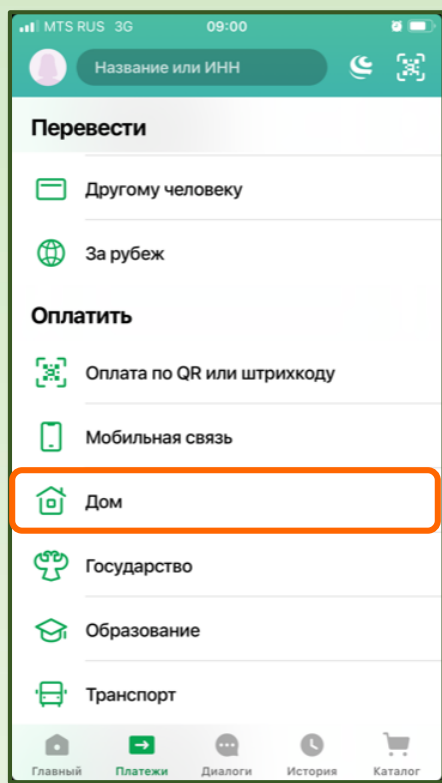 MTS RUS 3G 09:00
Название или ИНН
Перевести
Другому человеку
За рубеж
Оплатить
Оплата по QR или штрихкоду
Мобильная связь
Дом
Государство
Образование
Транспорт
Главный Платежи Диалоги История Каталог